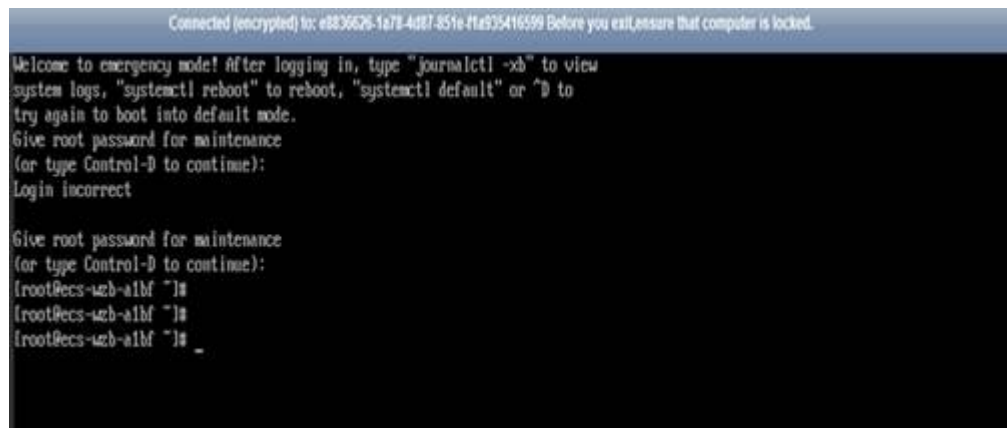 Connected (encrypted) to: e8836626-1a78-4d87-851e-f1a935416599 Before you exit,ensure that computer is locked.
Welcome to emergency mode! After logging in, type "journalctl -xb" to view
system logs, "systemctl reboot" to reboot, "systemctl default" or ^D to
try again to boot into default mode.
Give root password for maintenance
(or type Control-D to continue):
Login incorrect
Give root password for maintenance
(or type Control-D to continue):
[root@ecs-wzb-a1bf ~]#
[root@ecs-wzb-a1bf ~]#
[root@ecs-wzb-a1bf ~]# _